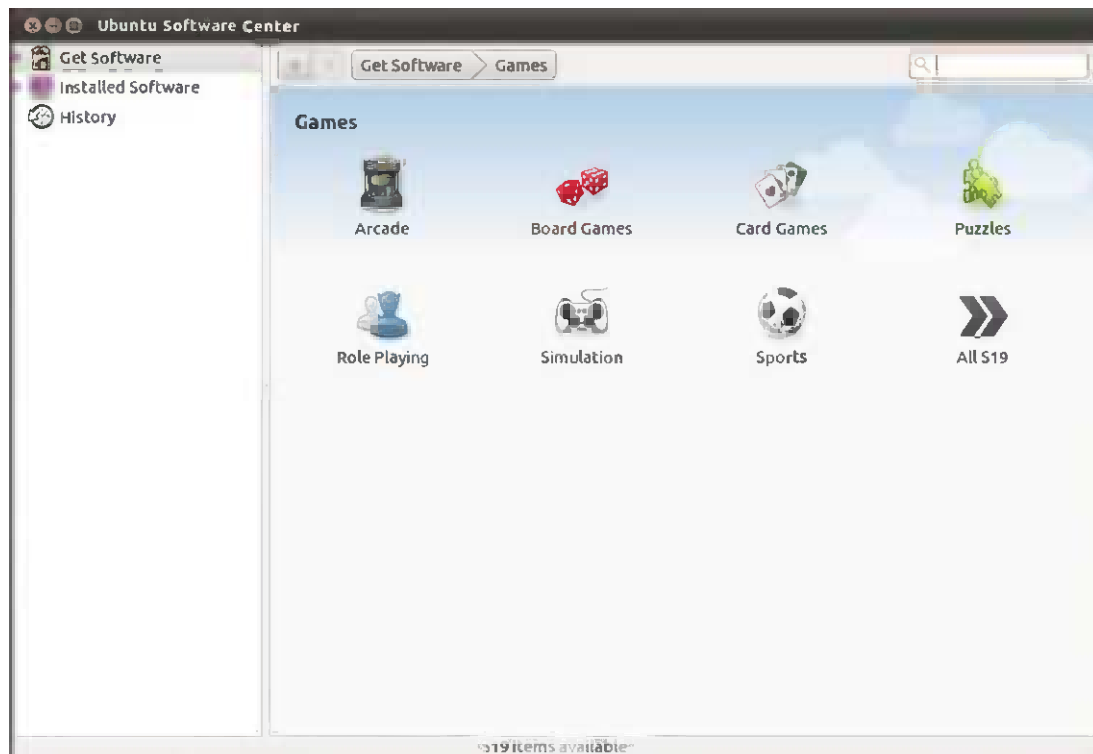 Ubuntu Software Center
Get Software
Installed Software
History
Get Software Games
Games
Arcade Board Games Card Games Puzzles
Role Playing Simulation Sports All 519
519 items available